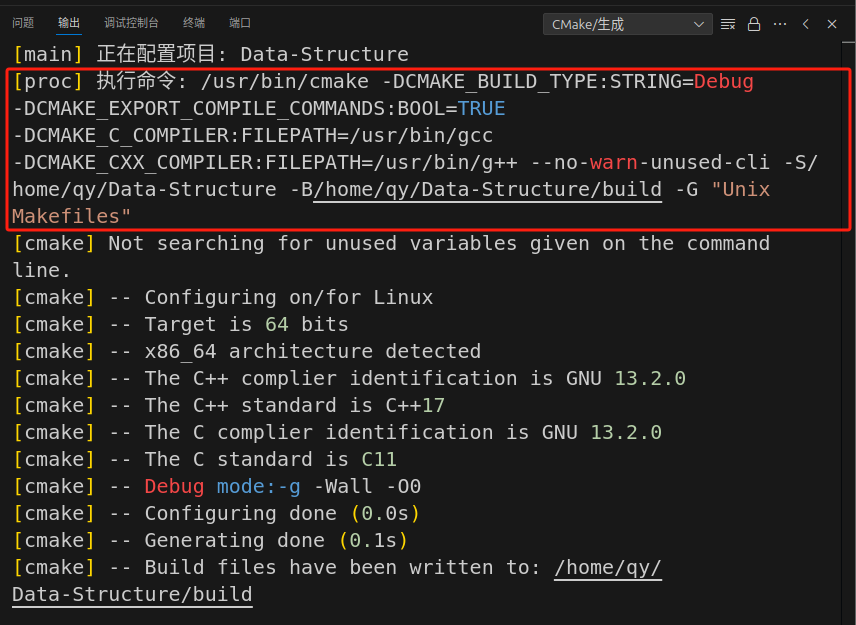 问题 输出 调试控制台 终端 端口 CMake/生成
[main] 正在配置项目: Data-Structure
[proc] 执行命令: /usr/bin/cmake -DCMAKE_BUILD_TYPE:STRING=Debug
-DCMAKE_EXPORT_COMPILE_COMMANDS:BOOL=TRUE
-DCMAKE_C_COMPILER:FILEPATH=/usr/bin/gcc
-DCMAKE_CXX_COMPILER:FILEPATH=/usr/bin/g++ --no-warn-unused-cli -S/
home/qy/Data-Structure -B/home/qy/Data-Structure/build -G "Unix
Makefiles"
[cmake] Not searching for unused variables given on the command
line.
[cmake] -- Configuring on/for Linux
[cmake] -- Target is 64 bits
[cmake] -- x86_64 architecture detected
[cmake] -- The C++ complier identification is GNU 13.2.0
[cmake] -- The C++ standard is C++17
[cmake] -- The C complier identification is GNU 13.2.0
[cmake] -- The C standard is C11
[cmake] -- Debug mode:-g -Wall -O0
[cmake] -- Configuring done (0.0s)
[cmake] -- Generating done (0.1s)
[cmake] -- Build files have been written to: /home/qy/
Data-Structure/build